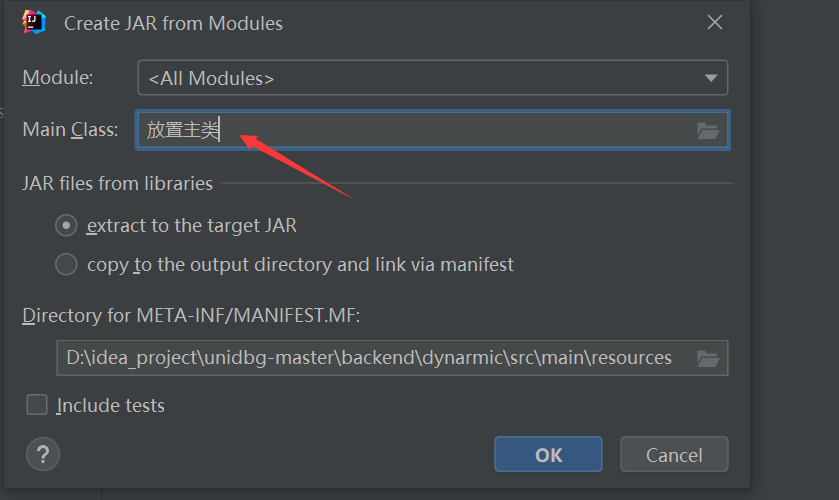 Create JAR from Modules
Module: <All Modules>
Main Class: 放置主类
JAR files from libraries
extract to the target JAR
copy to the output directory and link via manifest
Directory for META-INF/MANIFEST.MF:
D:\idea_project\unidbg-master\backend\dynarmic\src\main\resources
Include tests
? OK Cancel